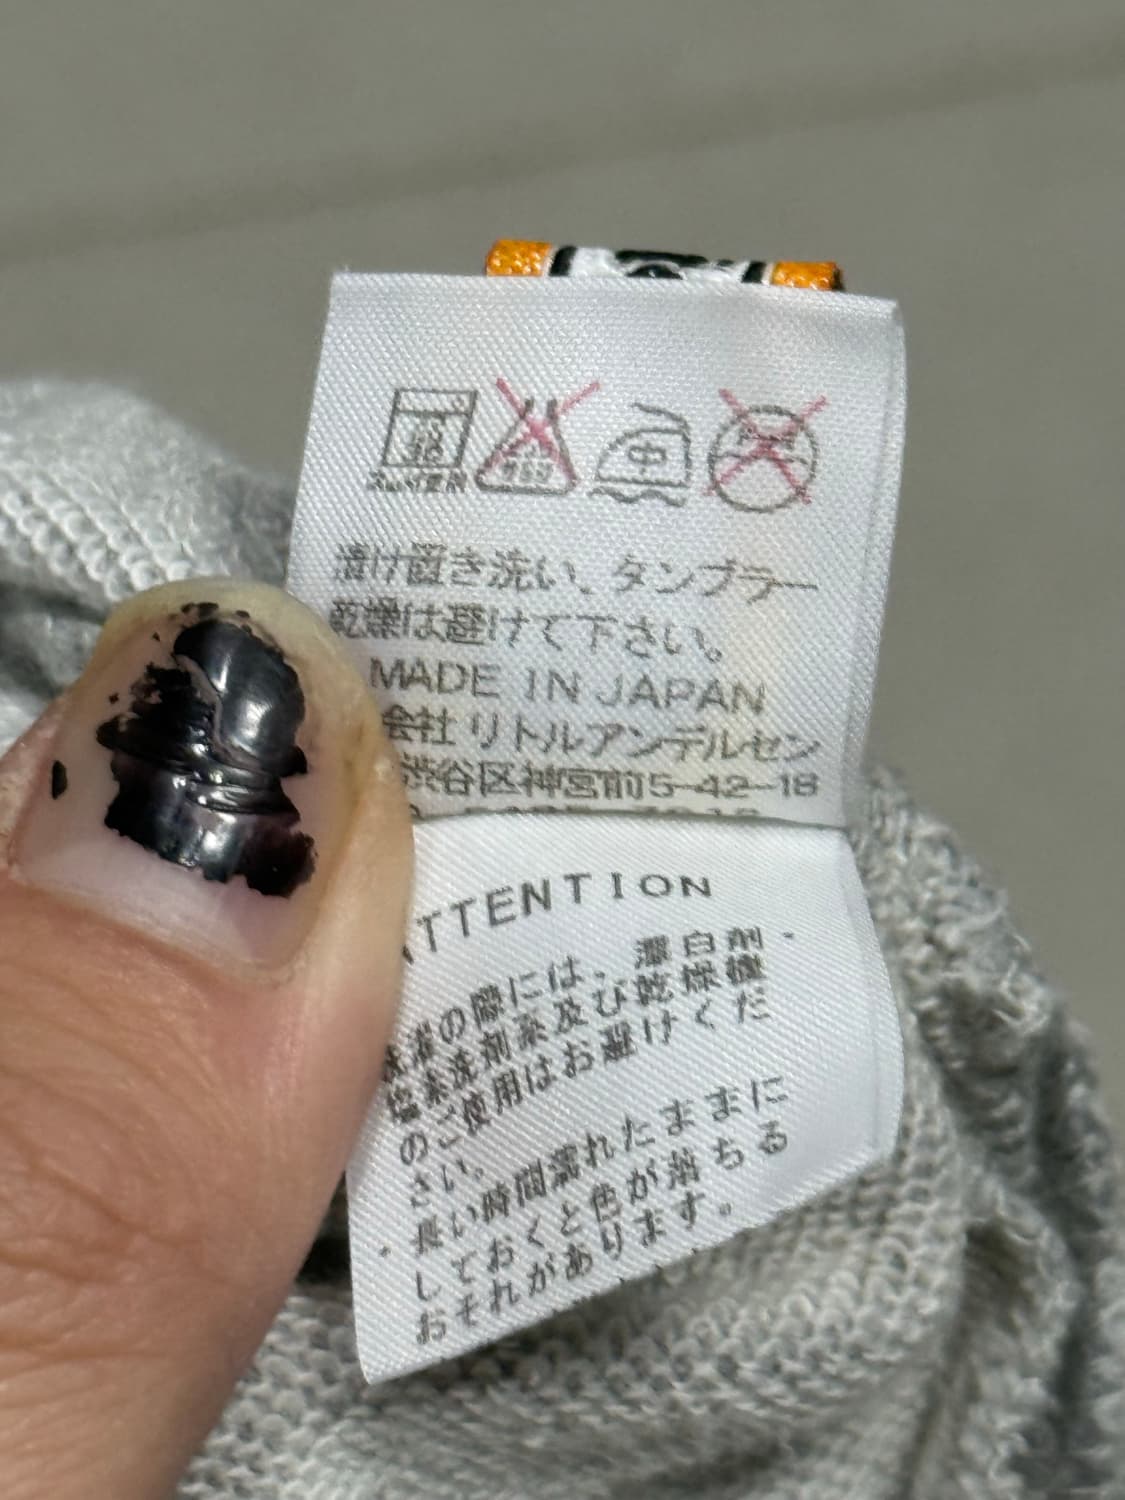 中
漬け置き洗い、タンブラー
乾燥は避けて下さい。
MADE IN JAPAN
会社 リトルアンデルセン
渋谷区神宮前5-42-18
ATTENTION
洗濯の際には、漂白剤・
塩素洗剤系及び乾燥機
のご使用はお避けくだ
さい。
・長い時間濡れたままに
しておくと色が落ちる
おそれがあります。